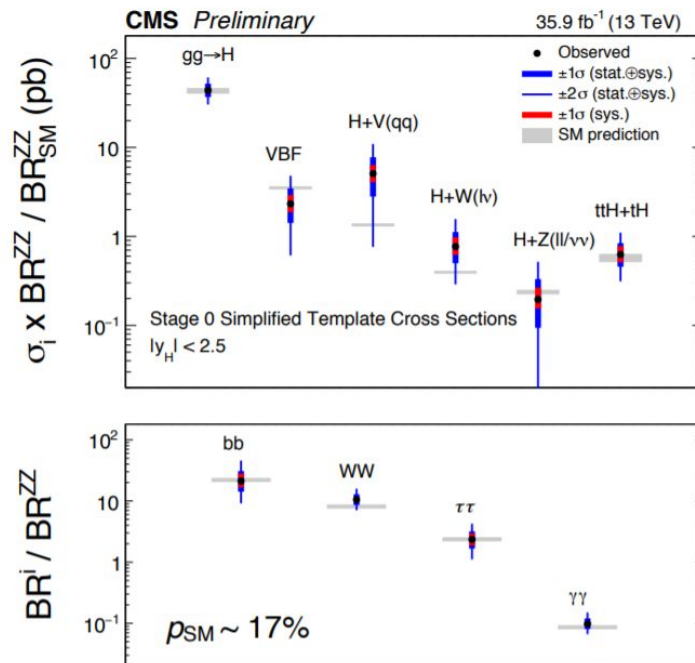 CMS Preliminary 35.9 fb⁻¹ (13 TeV)
σᵢ x BR^ZZ / BR^ZZ_SM (pb)
10²
10
1
10⁻¹
gg→H
VBF
H+V(qq)
H+W(lν)
H+Z(ll/νν)
ttH+tH
Observed
±1σ (stat.⊕sys.)
±2σ (stat.⊕sys.)
±1σ (sys.)
SM prediction
Stage 0 Simplified Template Cross Sections
|y_H| < 2.5
BRⁱ / BR^ZZ
10²
10
1
10⁻¹
bb
WW
ττ
γγ
p_SM ~ 17%